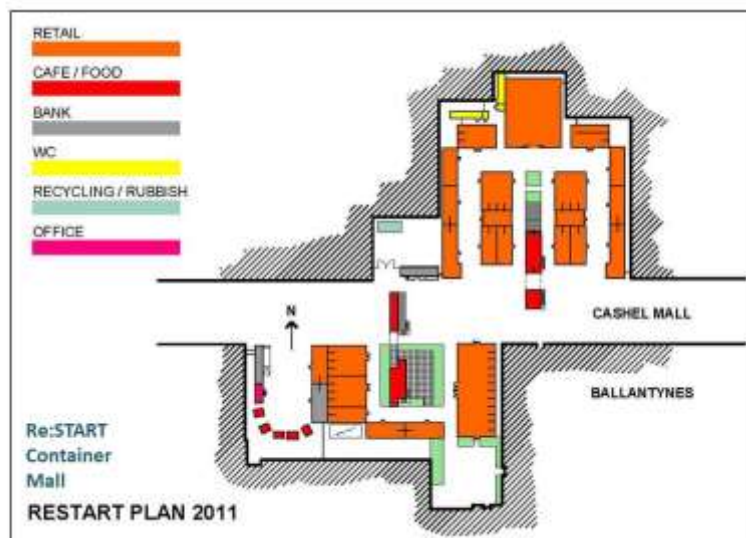 RETAIL
CAFE / FOOD
BANK
WC
RECYCLING / RUBBISH
OFFICE
N
CASHEL MALL
BALLANTYNES
Re:START
Container
Mall
RESTART PLAN 2011